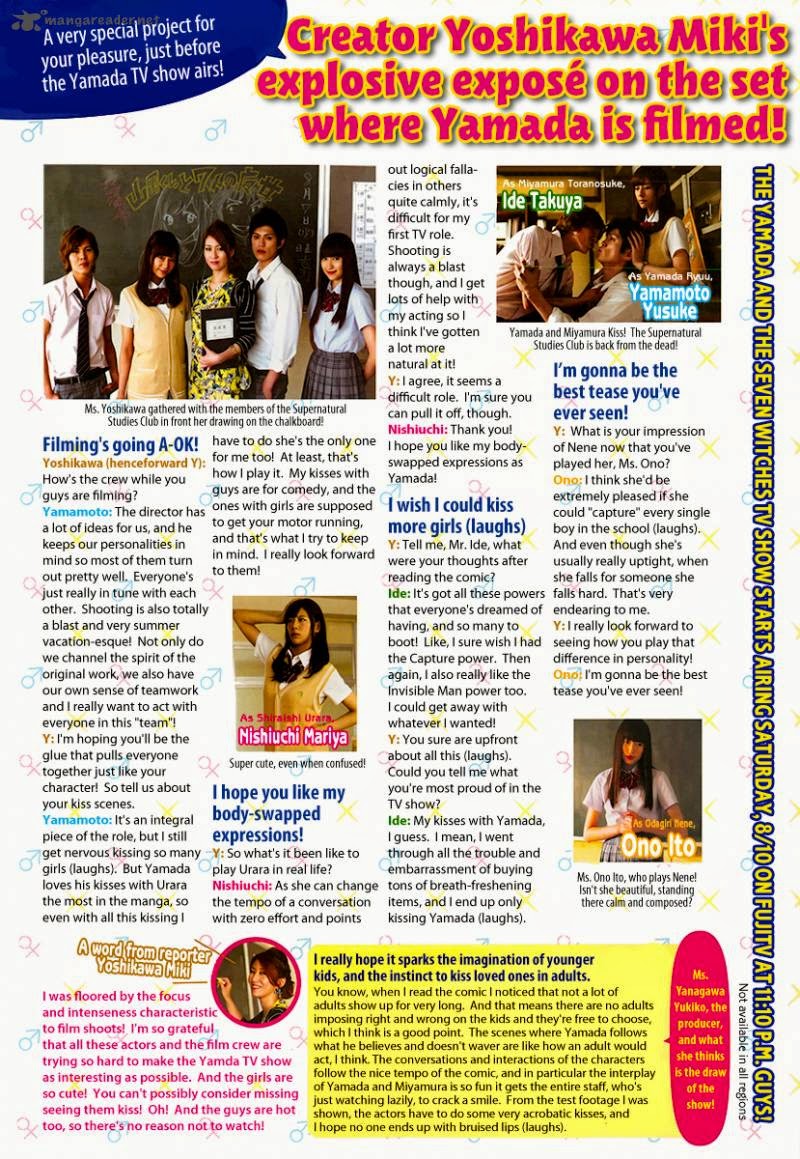 mangareader.net
A very special project for
your pleasure, just before
the Yamada TV show airs!
Creator Yoshikawa Miki's
explosive exposé on the set
where Yamada is filmed!
Ms. Yoshikawa gathered with the members of the Supernatural
Studies Club in front her drawing on the chalkboard!
Filming's going A-OK!
Yoshikawa (henceforth Y):
How's the crew while you
guys are filming?
Yamamoto: The director has
a lot of ideas for us, and he
keeps our personalities in
mind so most of them turn
out pretty well. Everyone's
just really in tune with each
other. Shooting is also totally
a blast and very summer
vacation-esque! Not only do
we channel the spirit of the
original work, we also have
our own sense of teamwork
and I really want to act with
everyone in this "team"!
Y: I'm hoping you'll be the
glue that pulls everyone
together just like your
character! So tell us about
your kiss scenes.
Yamamoto: It's an integral
piece of the role, but I still
get nervous kissing so many
girls (laughs). But Yamada
loves his kisses with Urara
the most in the manga, so
even with all this kissing I
have to do she's the only one
for me too! At least, that's
how I play it. My kisses with
guys are for comedy, and the
ones with girls are supposed
to get your motor running,
and that's what I try to keep
in mind. I really look forward
to them!
As Shiraishi Urara,
Nishiuchi Mariya
Super cute, even when confused!
I hope you like my
body-swapped
expressions!
Y: So what's it been like to
play Urara in real life?
Nishiuchi: As she can change
the tempo of a conversation
with zero effort and points
out logical falla-
cies in others
quite calmly, it's
difficult for my
first TV role.
Shooting is
always a blast
though, and I get
lots of help with
my acting so I
think I've gotten
a lot more
natural at it!
Y: I agree, it seems a
difficult role. I'm sure you
can pull it off, though.
Nishiuchi: Thank you!
I hope you like my body-
swapped expressions as
Yamada!
I wish I could kiss
more girls (laughs)
Y: Tell me, Mr. Ide, what
were your thoughts after
reading the comic?
Ide: It's got all these powers
that everyone's dreamed of
having, and so many to
boot! Like, I sure wish I had
the Capture power. Then
again, I also really like the
Invisible Man power too.
I could get away with
whatever I wanted!
Y: You sure are upfront
about all this (laughs).
Could you tell me what
you're most proud of in the
TV show?
Ide: My kisses with Yamada,
I guess. I mean, I went
through all the trouble and
embarrassment of buying
tons of breath-freshening
items, and I end up only
kissing Yamada (laughs).
As Miyamura Toranosuke,
Ide Takuya
As Yamada Ryuu,
Yamamoto
Yusuke
Yamada and Miyamura Kiss! The Supernatural
Studies Club is back from the dead!
I'm gonna be the
best tease you've
ever seen!
Y: What is your impression
of Nene now that you've
played her, Ms. Ono?
Ono: I think she'd be
extremely pleased if she
could "capture" every single
boy in the school (laughs).
And even though she's
usually really uptight, when
she falls for someone she
falls hard. That's very
endearing to me.
Y: I really look forward to
seeing how you play that
difference in personality!
Ono: I'm gonna be the best
tease you've ever seen!
As Odagiri Nene,
Ono Ito
Ms. Ono Ito, who plays Nene!
Isn't she beautiful, standing
there calm and composed?
THE YAMADA AND THE SEVEN WITCHES TV SHOW STARTS AIRING SATURDAY, 8/10 ON FUJITV AT 11:10 P.M. GUYS!
Not available in all regions
A word from reporter
Yoshikawa Miki
I was floored by the focus
and intenseness characteristic
to film shoots! I'm so grateful
that all these actors and the film crew are
trying so hard to make the Yamda TV show
as interesting as possible. And the girls are
so cute! You can't possibly consider missing
seeing them kiss! Oh! And the guys are hot
too, so there's no reason not to watch!
I really hope it sparks the imagination of younger
kids, and the instinct to kiss loved ones in adults.
You know, when I read the comic I noticed that not a lot of
adults show up for very long. And that means there are no adults
imposing right and wrong on the kids and they're free to choose,
which I think is a good point. The scenes where Yamada follows
what he believes and doesn't waver are like how an adult would
act, I think. The conversations and interactions of the characters
follow the nice tempo of the comic, and in particular the interplay
of Yamada and Miyamura is so fun it gets the entire staff, who's
just watching lazily, to crack a smile. From the test footage I was
shown, the actors have to do some very acrobatic kisses, and
I hope no one ends up with bruised lips (laughs).
Ms.
Yanagawa
Yukiko, the
producer,
and what
she thinks
is the draw
of the
show!